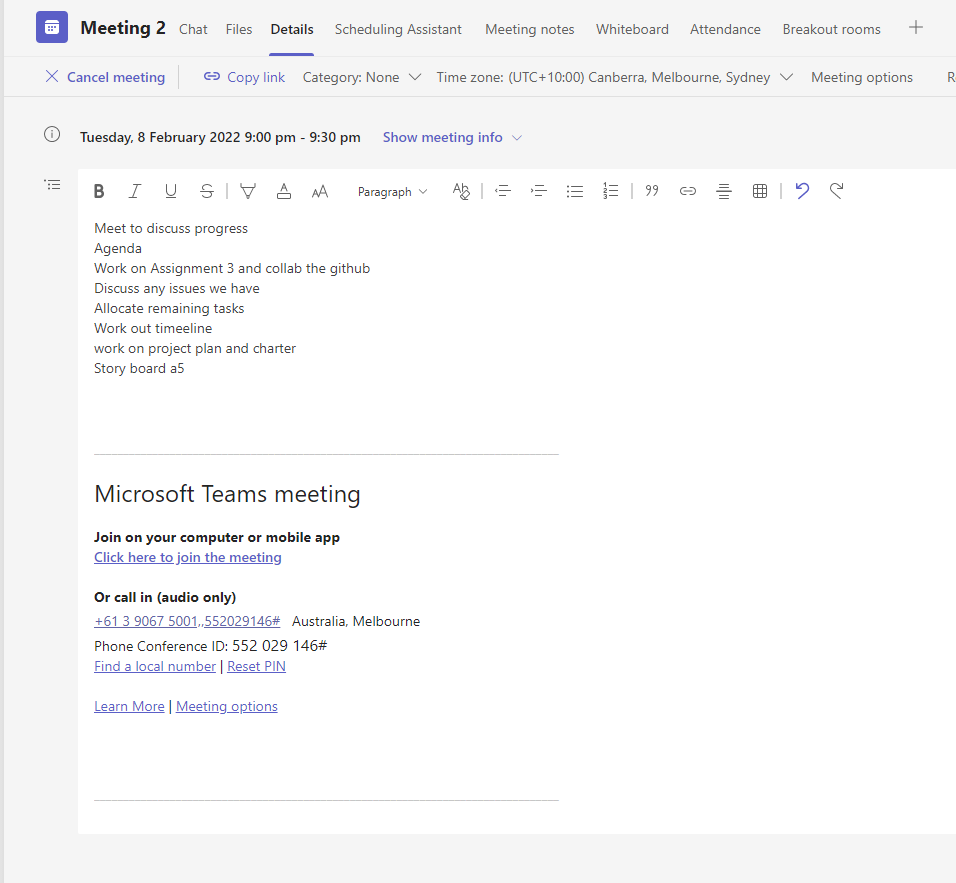 Meeting 2 Chat Files Details Scheduling Assistant Meeting notes Whiteboard Attendance Breakout rooms
Cancel meeting Copy link Category: None Time zone: (UTC+10:00) Canberra, Melbourne, Sydney Meeting options R
Tuesday, 8 February 2022 9:00 pm - 9:30 pm Show meeting info
B I U S A AA Paragraph Ab 99
Meet to discuss progress
Agenda
Work on Assignment 3 and collab the github
Discuss any issues we have
Allocate remaining tasks
Work out timeeline
work on project plan and charter
Story board a5
Microsoft Teams meeting
Join on your computer or mobile app
Click here to join the meeting
Or call in (audio only)
+61 3 9067 5001,,552029146# Australia, Melbourne
Phone Conference ID: 552 029 146#
Find a local number | Reset PIN
Learn More | Meeting options